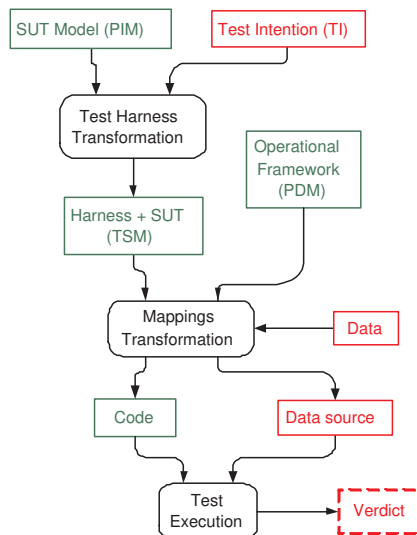 SUT Model (PIM)
Test Intention (TI)
Test Harness
Transformation
Operational
Framework
(PDM)
Harness + SUT
(TSM)
Mappings
Transformation
Data
Code
Data source
Test
Execution
Verdict